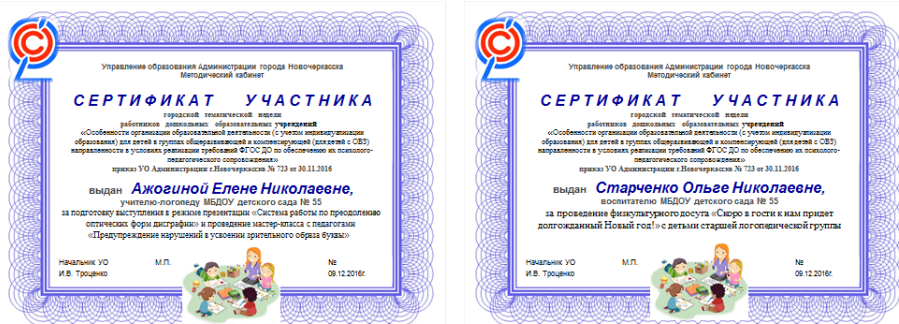 Управление образования Администрации города Новочеркасска
Методический кабинет
СЕРТИФИКАТ УЧАСТНИКА
городской тематической недели
работников дошкольных образовательных учреждений
«Особенности организации образовательной деятельности (с учетом индивидуализации
образования) для детей в группах общеразвивающей и компенсирующей (для детей с ОВЗ)
направленности в условиях реализации требований ФГОС ДО по обеспечению их психолого-
педагогического сопровождения»
приказ УО Администрации г.Новочеркасска № 723 от 30.11.2016
выдан Ажогиной Елене Николаевне,
учителю-логопеду МБДОУ детского сада № 55
за подготовку выступления в режиме презентации «Система работы по преодолению
оптических форм дисграфии» и проведение мастер-класса с педагогами
«Предупреждение нарушений в усвоении зрительного образа буквы»
Начальник УО М.П. №
И.В. Троценко 09.12.2016г.
Управление образования Администрации города Новочеркасска
Методический кабинет
СЕРТИФИКАТ УЧАСТНИКА
городской тематической недели
работников дошкольных образовательных учреждений
«Особенности организации образовательной деятельности (с учетом индивидуализации
образования) для детей в группах общеразвивающей и компенсирующей (для детей с ОВЗ)
направленности в условиях реализации требований ФГОС ДО по обеспечению их психолого-
педагогического сопровождения»
приказ УО Администрации г.Новочеркасска № 723 от 30.11.2016
выдан Старченко Ольге Николаевне,
воспитателю МБДОУ детского сада № 55
за проведение физкультурного досуга «Скоро в гости к нам придет
долгожданный Новый год!» с детьми старшей логопедической группы
Начальник УО М.П. №
И.В. Троценко 09.12.2016г.